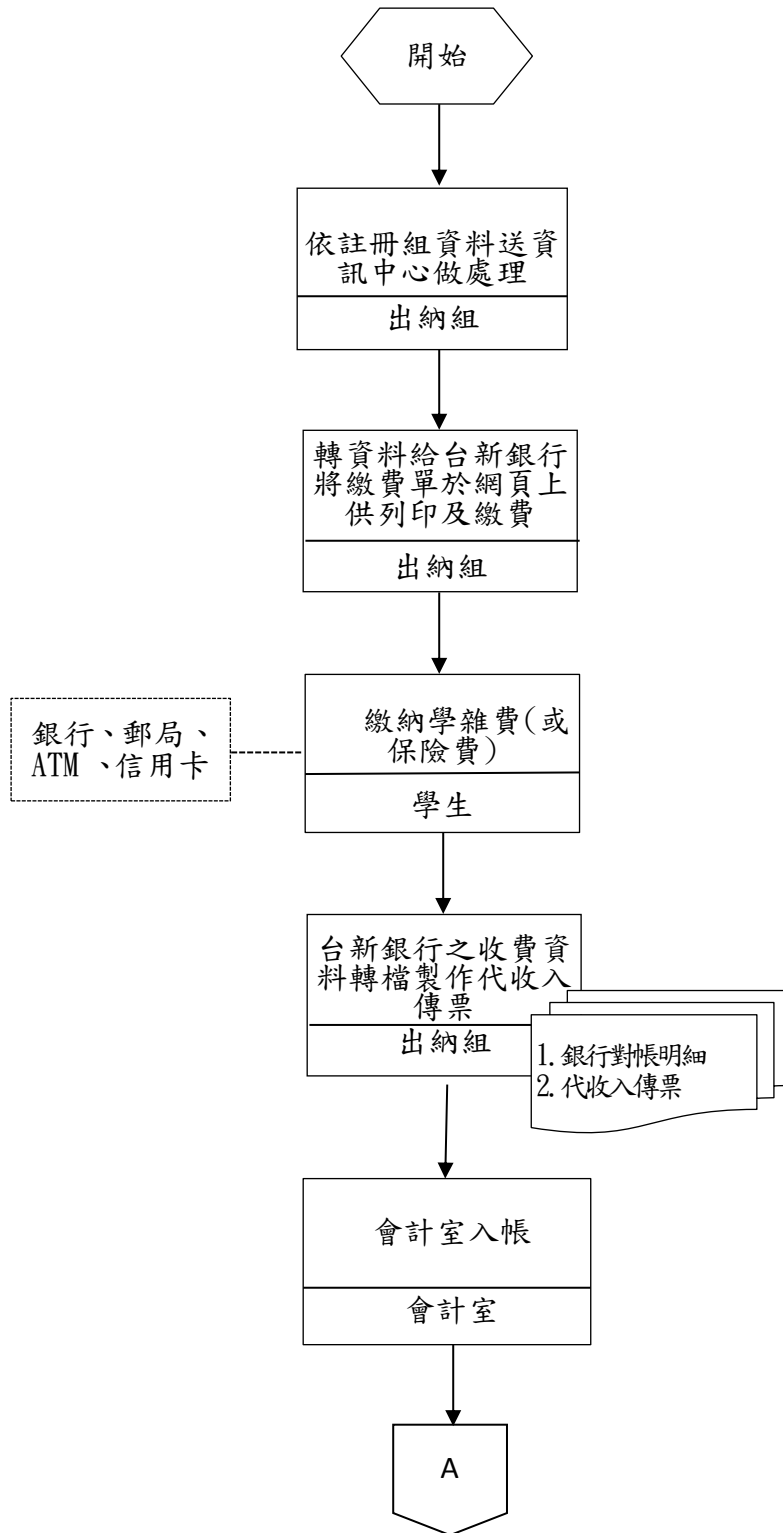 開始
依註冊組資料送資
訊中心做處理
出納組
轉資料給台新銀行
將繳費單於網頁上
供列印及繳費
出納組
銀行、郵局、
ATM、信用卡
繳納學雜費(或
保險費)
學生
台新銀行之收費資
料轉檔製作代收入
傳票
出納組
1. 銀行對帳明細
2. 代收入傳票
會計室入帳
會計室
A